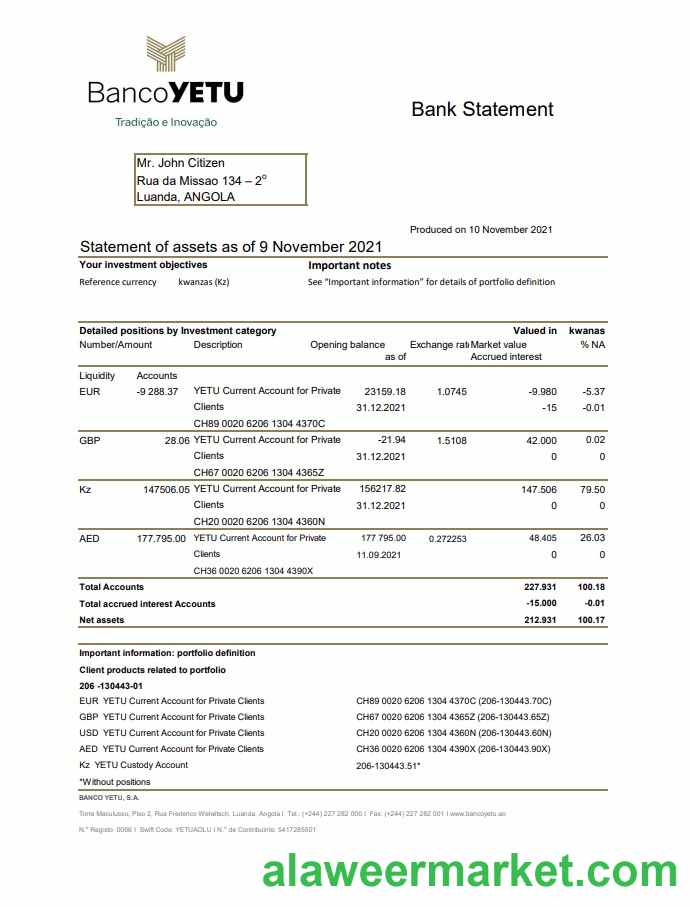 BancoYETU
Tradição e Inovação
Bank Statement
Mr. John Citizen
Rua da Missao 134 – 2º
Luanda, ANGOLA
Produced on 10 November 2021
Statement of assets as of 9 November 2021
Your investment objectives Important notes
Reference currency kwanzas (Kz) See “Important information” for details of portfolio definition
Detailed positions by Investment category Valued in kwanas
Number/Amount Description Opening balance Exchange rate Market value % NA
as of Accrued interest
Liquidity Accounts
EUR -9 288.37 YETU Current Account for Private 23159.18 1.0745 -9.980 -5.37
Clients 31.12.2021 -15 -0.01
CH89 0020 6206 1304 4370C
GBP 28.06 YETU Current Account for Private -21.94 1.5108 42.000 0.02
Clients 31.12.2021 0 0
CH67 0020 6206 1304 4365Z
Kz 147506.05 YETU Current Account for Private 156217.82 147.506 79.50
Clients 31.12.2021 0 0
CH20 0020 6206 1304 4360N
AED 177,795.00 YETU Current Account for Private 177 795.00 0.272253 48,405 26.03
Clients 11.09.2021 0 0
CH36 0020 6206 1304 4390X
Total Accounts 227.931 100.18
Total accrued interest Accounts -15.000 -0.01
Net assets 212.931 100.17
Important information: portfolio definition
Client products related to portfolio
206 -130443-01
EUR YETU Current Account for Private Clients CH89 0020 6206 1304 4370C (206-130443.70C)
GBP YETU Current Account for Private Clients CH67 0020 6206 1304 4365Z (206-130443.65Z)
USD YETU Current Account for Private Clients CH20 0020 6206 1304 4360N (206-130443.60N)
AED YETU Current Account for Private Clients CH36 0020 6206 1304 4390X (206-130443.90X)
Kz YETU Custody Account 206-130443.51*
*Without positions
BANCO YETU, S.A.
Torre Maculusso, Piso 2, Rua Frederico Welwitsch, Luanda, Angola I Tel.: (+244) 227 282 000 I Fax: (+244) 227 282 001 I www.bancoyetu.ao
N.º Registo 0066 I Swift Code: YETUAOLU I N.º de Contribuinte: 5417285501
alaweermarket.com